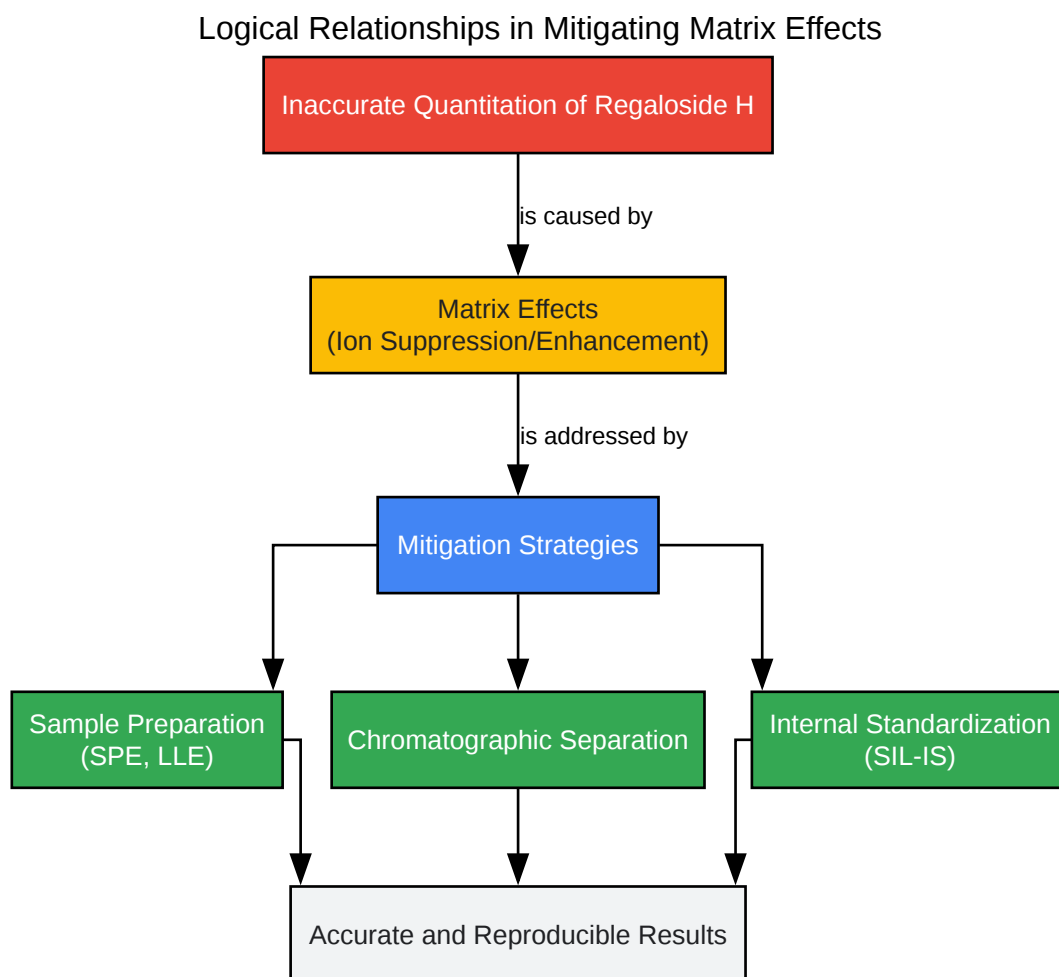 Logical Relationships in Mitigating Matrix Effects
Inaccurate Quantitation of Regaloside H
is caused by
Matrix Effects
(Ion Suppression/Enhancement)
is addressed by
Mitigation Strategies
Sample Preparation
(SPE, LLE)
Chromatographic Separation
Internal Standardization
(SIL-IS)
Accurate and Reproducible Results